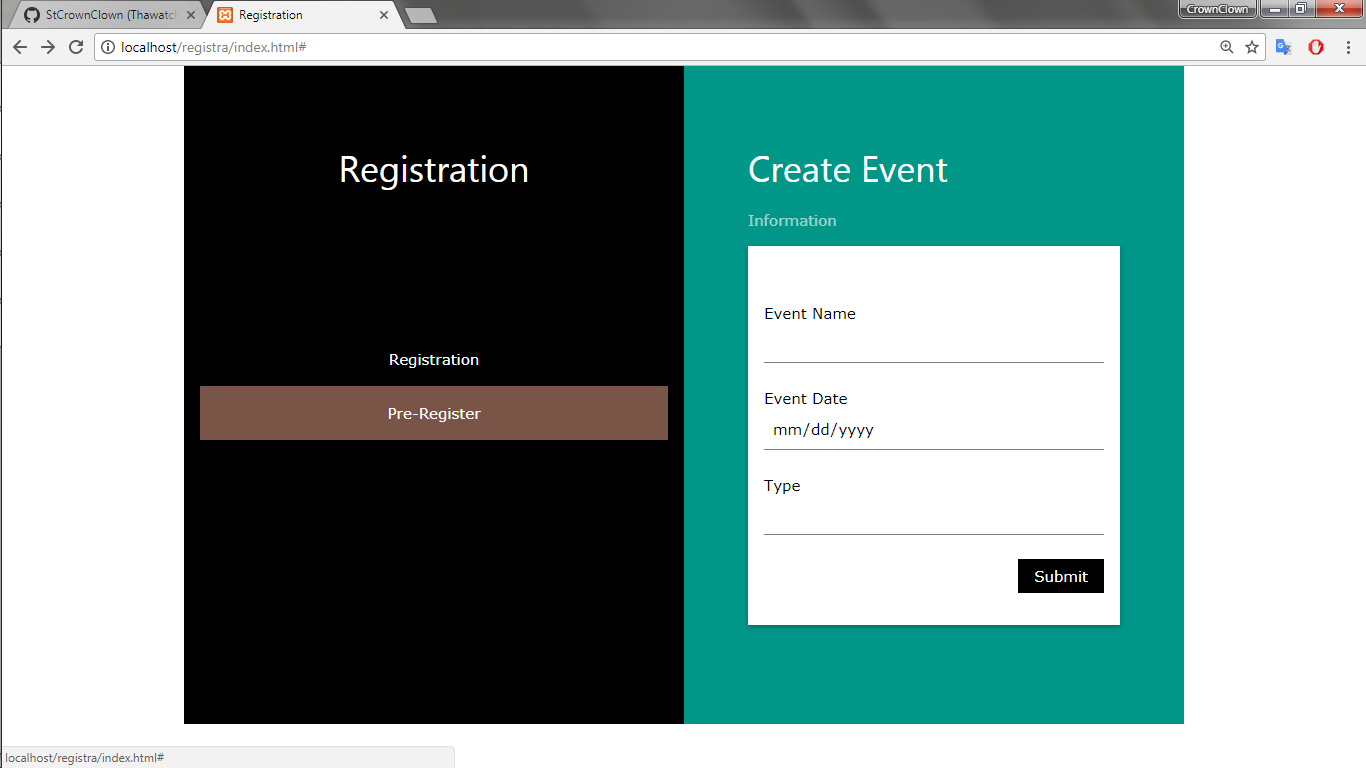 StCrownClown (Thawatch
Registration
CrownClown
localhost/registra/index.html#
Registration
Registration
Pre-Register
Create Event
Information
Event Name
Event Date
mm/dd/yyyy
Type
Submit
localhost/registra/index.html#